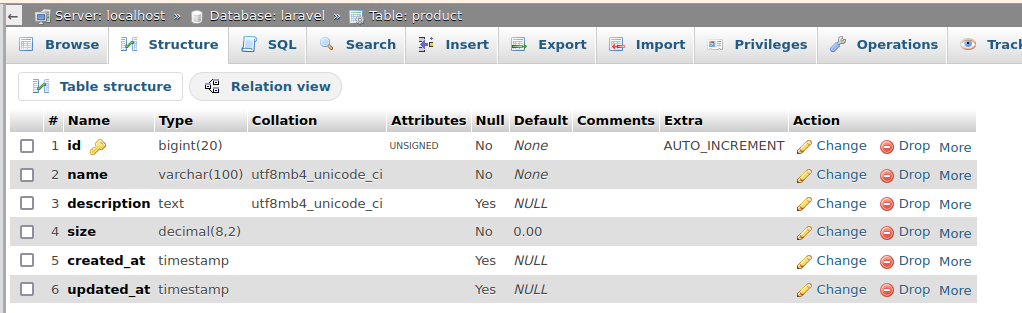 ← Server: localhost » Database: laravel » Table: product
Browse Structure SQL Search Insert Export Import Privileges Operations Track
Table structure Relation view
# Name Type Collation Attributes Null Default Comments Extra Action
1 id bigint(20) UNSIGNED No None AUTO_INCREMENT Change Drop More
2 name varchar(100) utf8mb4_unicode_ci No None Change Drop More
3 description text utf8mb4_unicode_ci Yes NULL Change Drop More
4 size decimal(8,2) No 0.00 Change Drop More
5 created_at timestamp Yes NULL Change Drop More
6 updated_at timestamp Yes NULL Change Drop More